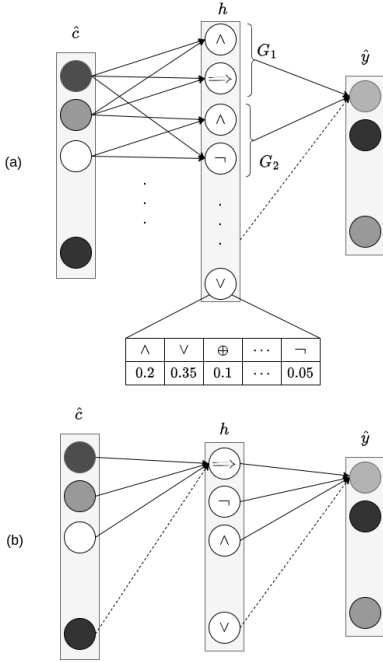 ĉ h ŷ
∧ G₁
⟹
∧
(a) ¬ G₂
∨
∧ ∨ ⊕ ⋯ ¬
0.2 0.35 0.1 ⋯ 0.05
ĉ h ŷ
⟹
¬
(b) ∧
∨